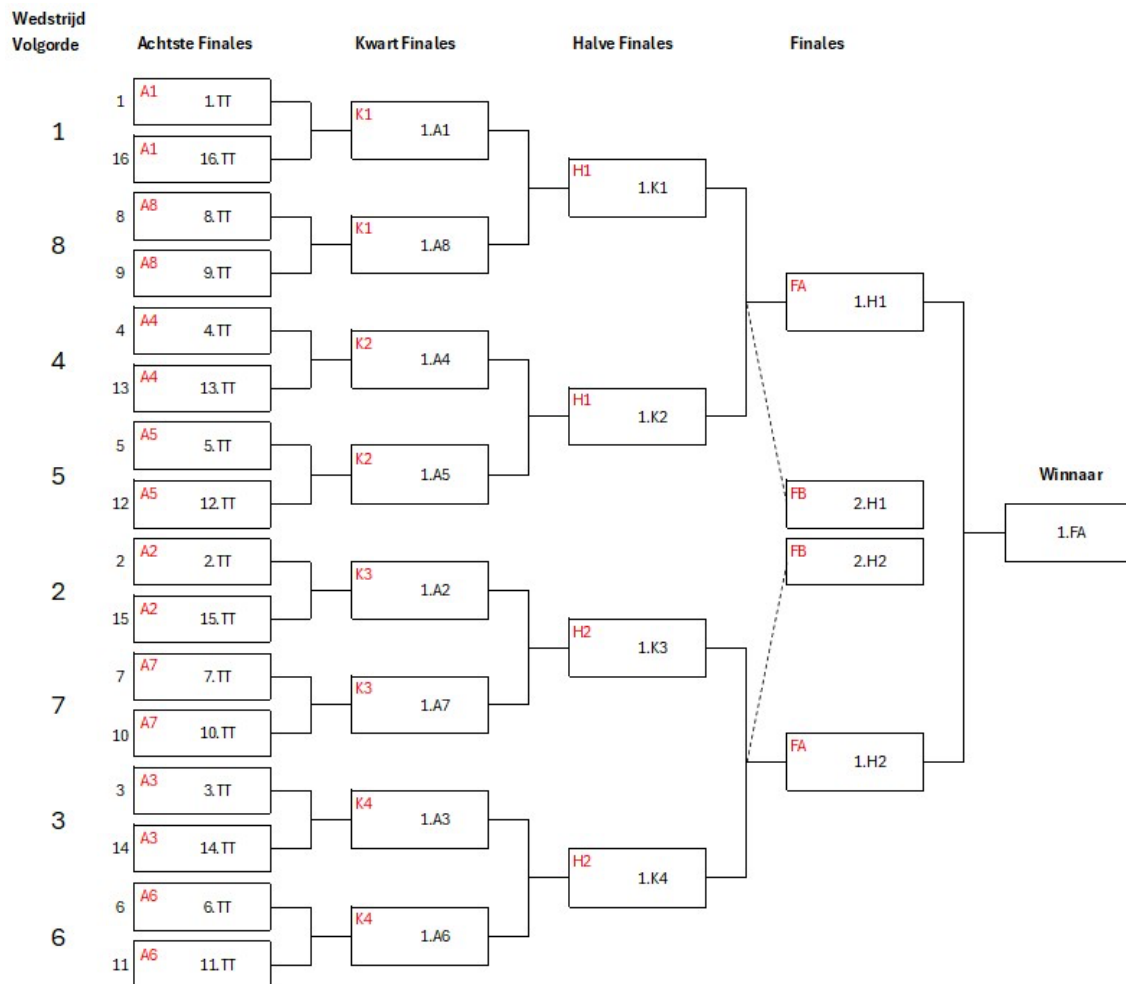 Wedstrijd
Volgorde
Achtste Finales
Kwart Finales
Halve Finales
Finales
1
1 A1 1.TT
16 A1 16.TT
K1 1.A1
8
8 A8 8.TT
9 A8 9.TT
K1 1.A8
H1 1.K1
4
4 A4 4.TT
13 A4 13.TT
K2 1.A4
5
5 A5 5.TT
12 A5 12.TT
K2 1.A5
H1 1.K2
FA 1.H1
FB 2.H1
FB 2.H2
Winnaar
1.FA
2
2 A2 2.TT
15 A2 15.TT
K3 1.A2
7
7 A7 7.TT
10 A7 10.TT
K3 1.A7
H2 1.K3
FA 1.H2
3
3 A3 3.TT
14 A3 14.TT
K4 1.A3
6
6 A6 6.TT
11 A6 11.TT
K4 1.A6
H2 1.K4